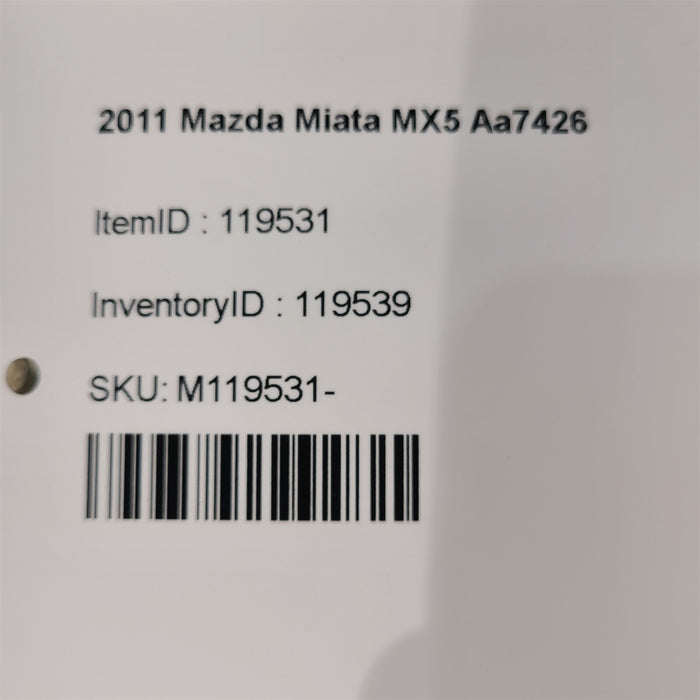 2011 Mazda Miata MX5 Aa7426
ItemID : 119531
InventoryID : 119539
SKU: M119531-